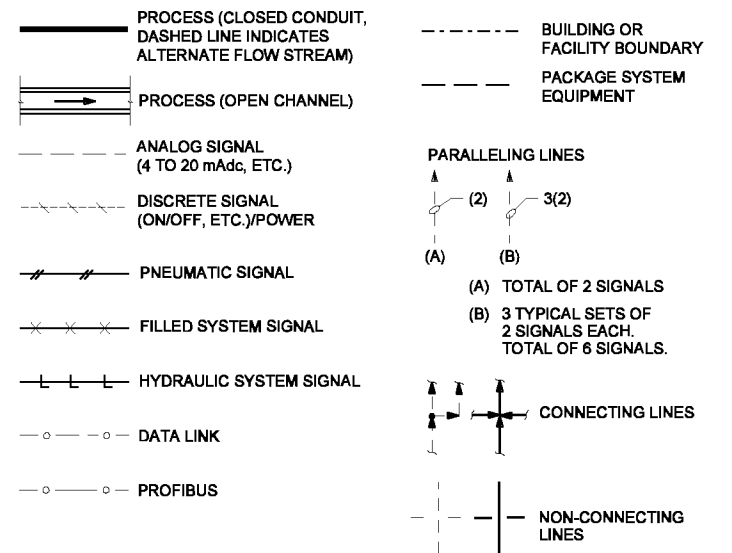 PROCESS (CLOSED CONDUIT,
DASHED LINE INDICATES
ALTERNATE FLOW STREAM)
PROCESS (OPEN CHANNEL)
ANALOG SIGNAL
(4 TO 20 mAdc, ETC.)
DISCRETE SIGNAL
(ON/OFF, ETC.)/POWER
PNEUMATIC SIGNAL
FILLED SYSTEM SIGNAL
HYDRAULIC SYSTEM SIGNAL
DATA LINK
PROFIBUS
BUILDING OR
FACILITY BOUNDARY
PACKAGE SYSTEM
EQUIPMENT
PARALLELING LINES
(2) 3(2)
(A) (B)
(A) TOTAL OF 2 SIGNALS
(B) 3 TYPICAL SETS OF
2 SIGNALS EACH.
TOTAL OF 6 SIGNALS.
CONNECTING LINES
NON-CONNECTING
LINES